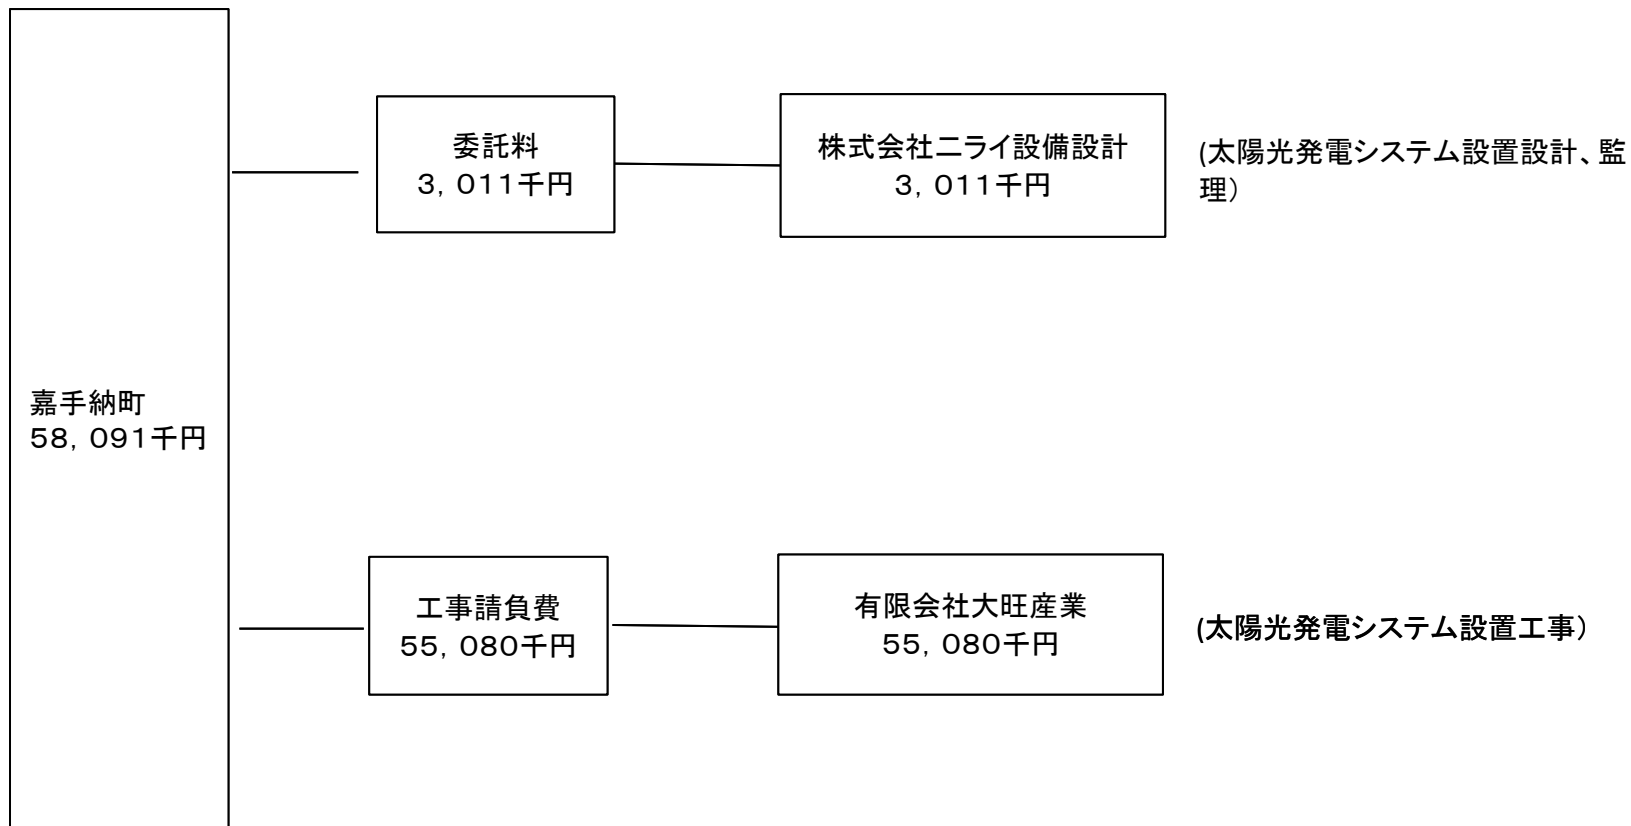 委託料
3，011千円
株式会社ニライ設備設計
3，011千円
(太陽光発電システム設置設計、監
理）
嘉手納町
58，091千円
工事請負費
55，080千円
有限会社大旺産業
55，080千円
(太陽光発電システム設置工事）